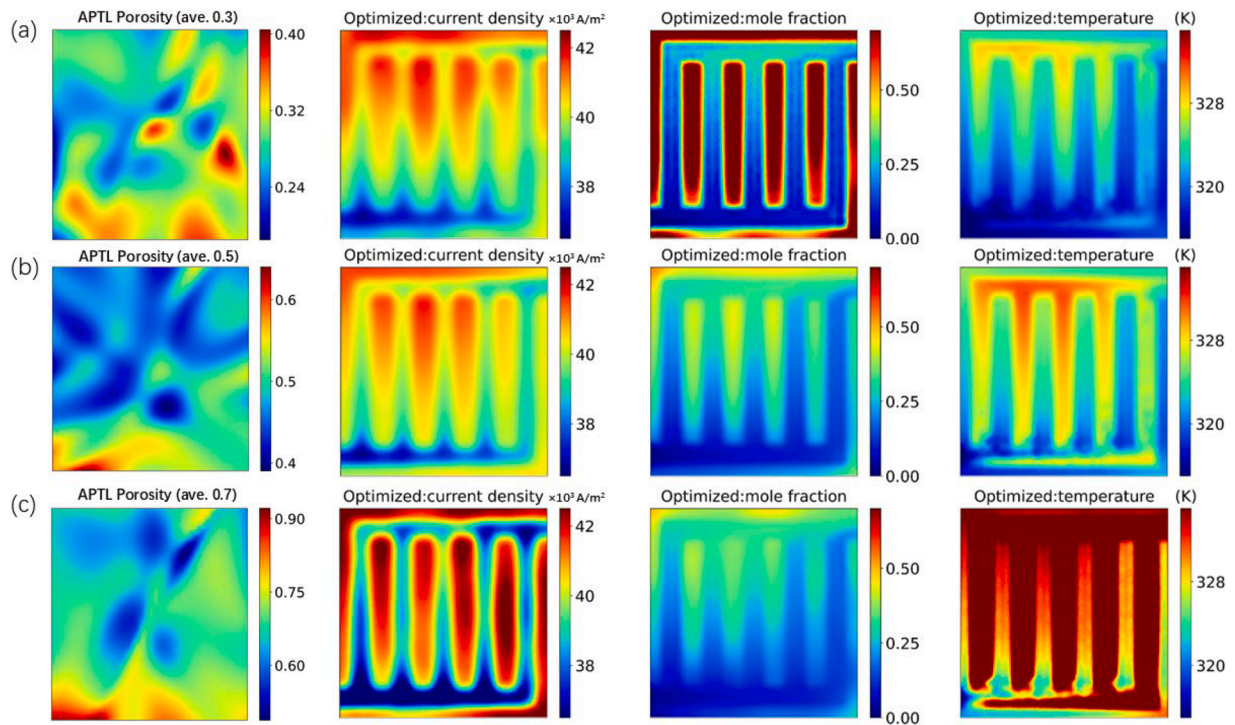 (a)
APTL Porosity (ave. 0.3)
0.40
0.32
0.24
Optimized:current density ×10³ A/m²
42
40
38
Optimized:mole fraction
0.50
0.25
0.00
Optimized:temperature (K)
328
320
(b)
APTL Porosity (ave. 0.5)
0.6
0.5
0.4
Optimized:current density ×10³ A/m²
42
40
38
Optimized:mole fraction
0.50
0.25
0.00
Optimized:temperature (K)
328
320
(c)
APTL Porosity (ave. 0.7)
0.90
0.75
0.60
Optimized:current density ×10³ A/m²
42
40
38
Optimized:mole fraction
0.50
0.25
0.00
Optimized:temperature (K)
328
320